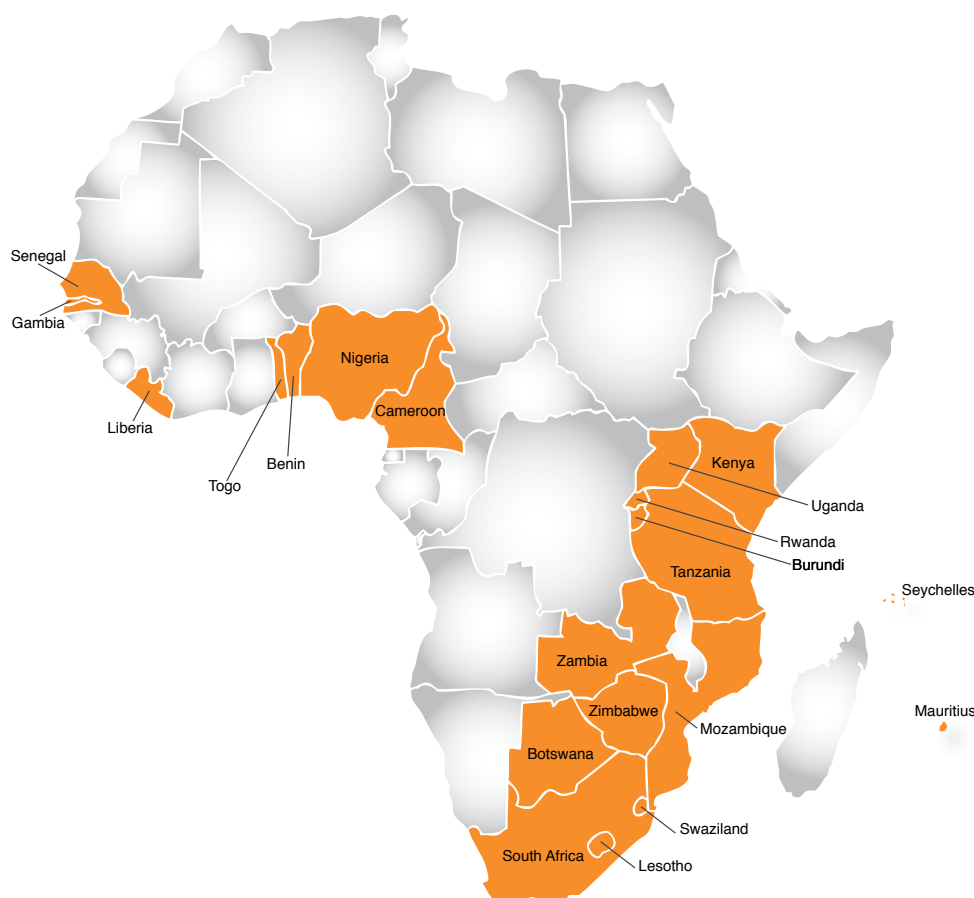 Senegal
Gambia
Nigeria
Cameroon
Liberia
Benin
Togo
Kenya
Uganda
Rwanda
Burundi
Tanzania
Seychelles
Zambia
Zimbabwe
Mauritius
Mozambique
Botswana
Swaziland
South Africa
Lesotho